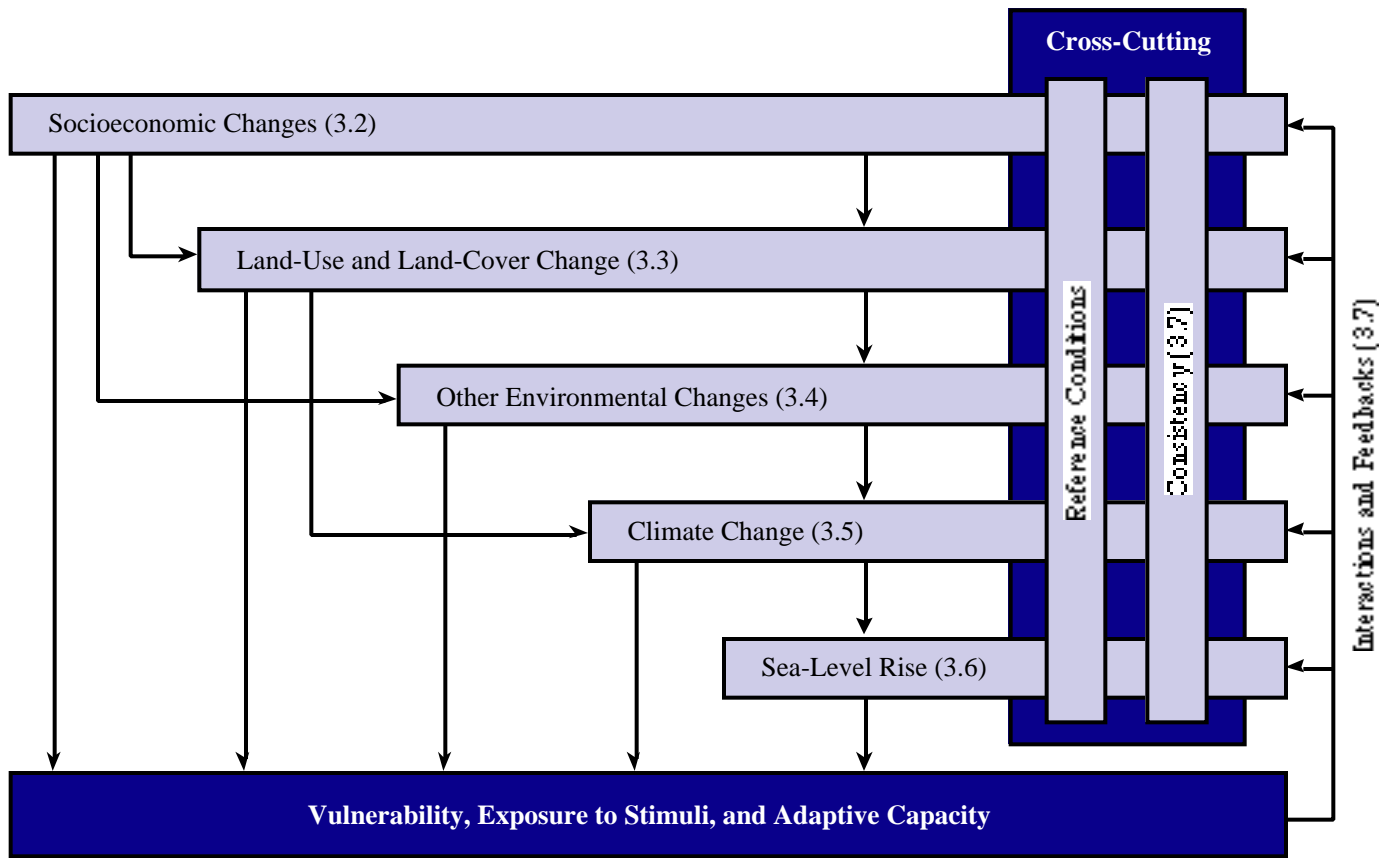 Cross-Cutting
Socioeconomic Changes (3.2)
Land-Use and Land-Cover Change (3.3)
Other Environmental Changes (3.4)
Climate Change (3.5)
Sea-Level Rise (3.6)
Reference Conditions
Consistency (3.7)
Interactions and Feedbacks (3.7)
Vulnerability, Exposure to Stimuli, and Adaptive Capacity